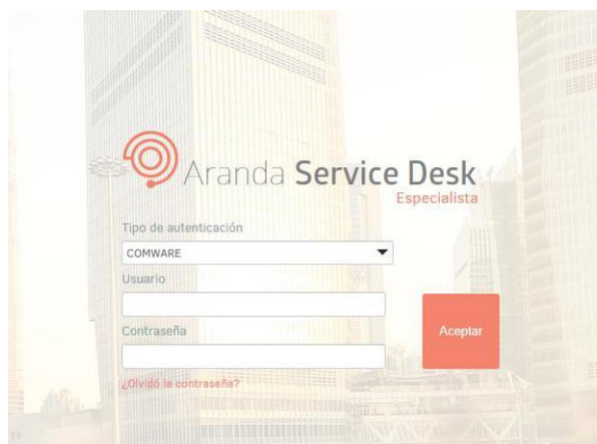 Aranda Service Desk
Especialista
Tipo de autenticación
COMWARE
Usuario
Contraseña
Aceptar
¿Olvidó la contraseña?